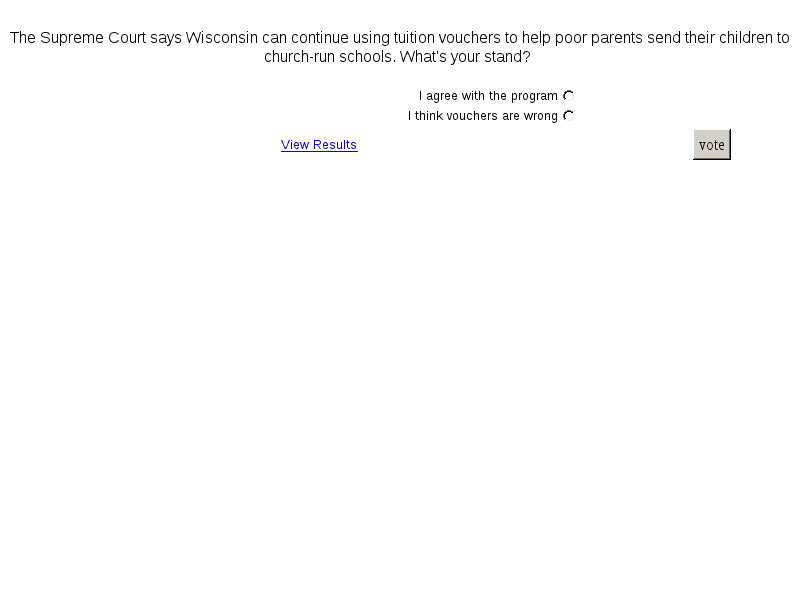 The Supreme Court says Wisconsin can continue using tuition vouchers to help poor parents send their children to
church-run schools. What's your stand?
I agree with the program
I think vouchers are wrong
View Results
vote